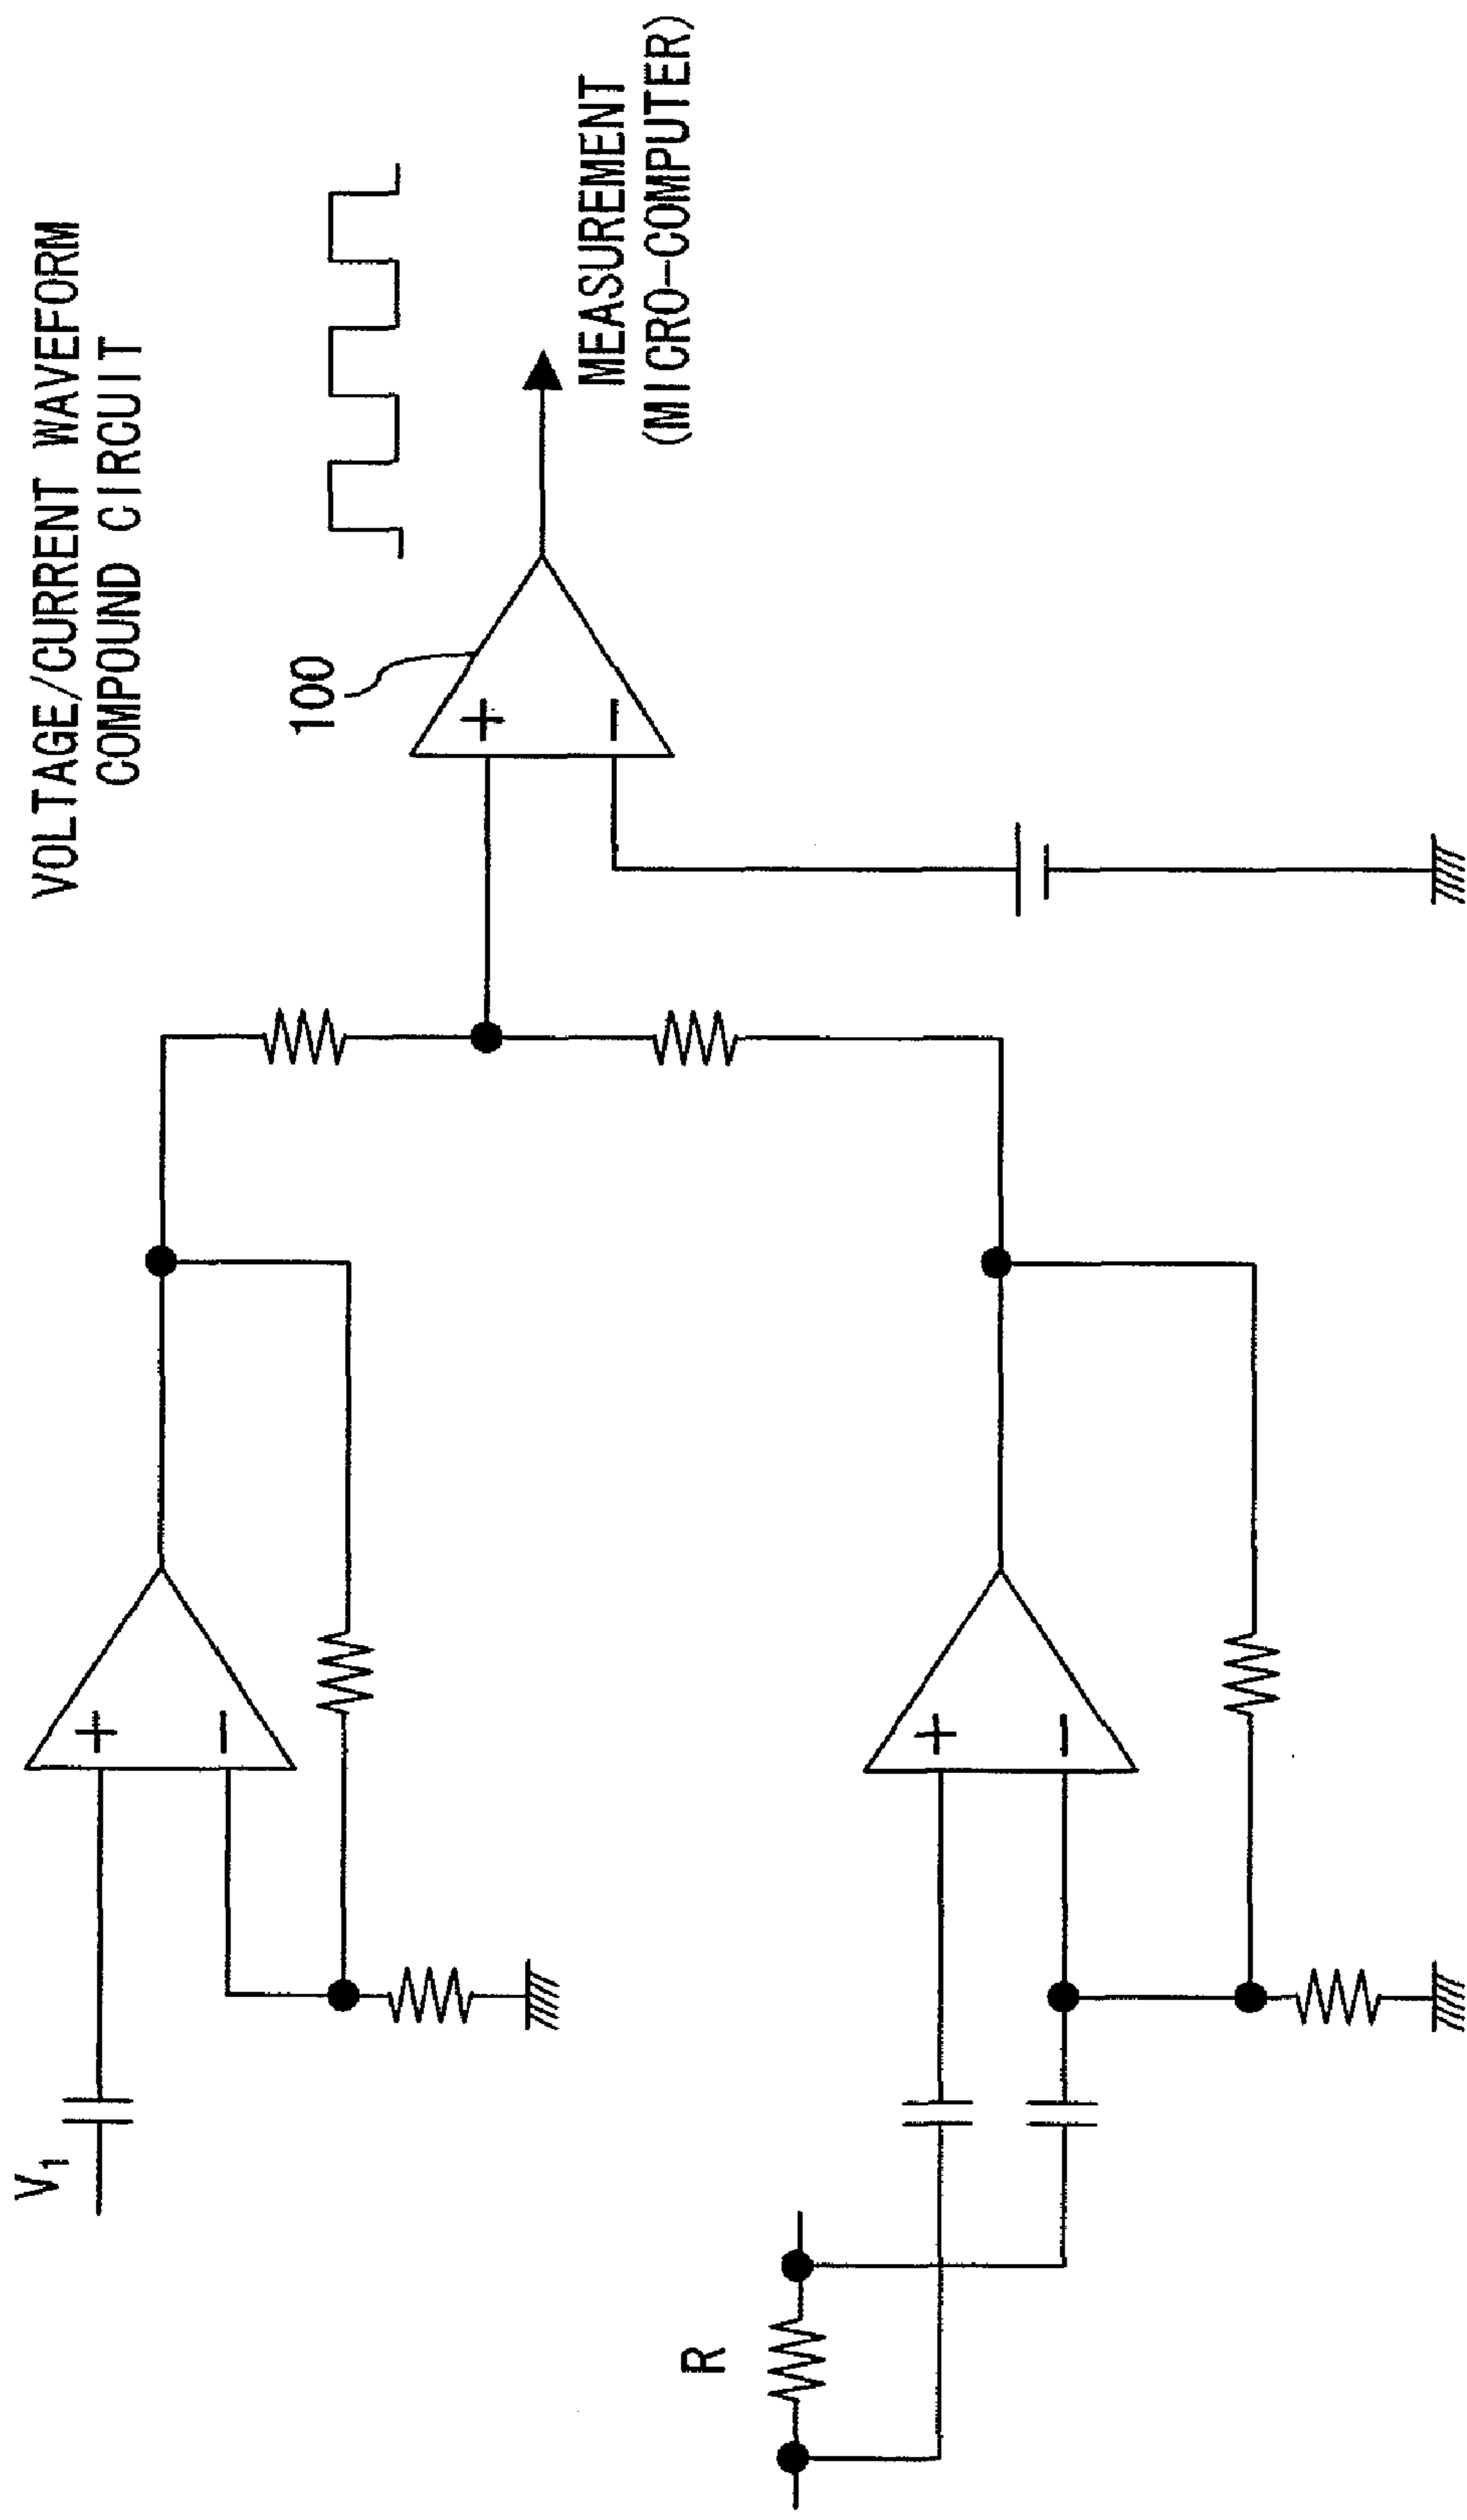 VOLTAGE/CURRENT WAVEFORM
COMPOUND CIRCUIT
V1
100
+
−
+
−
MEASUREMENT
(MICRO-COMPUTER)
R
+
−